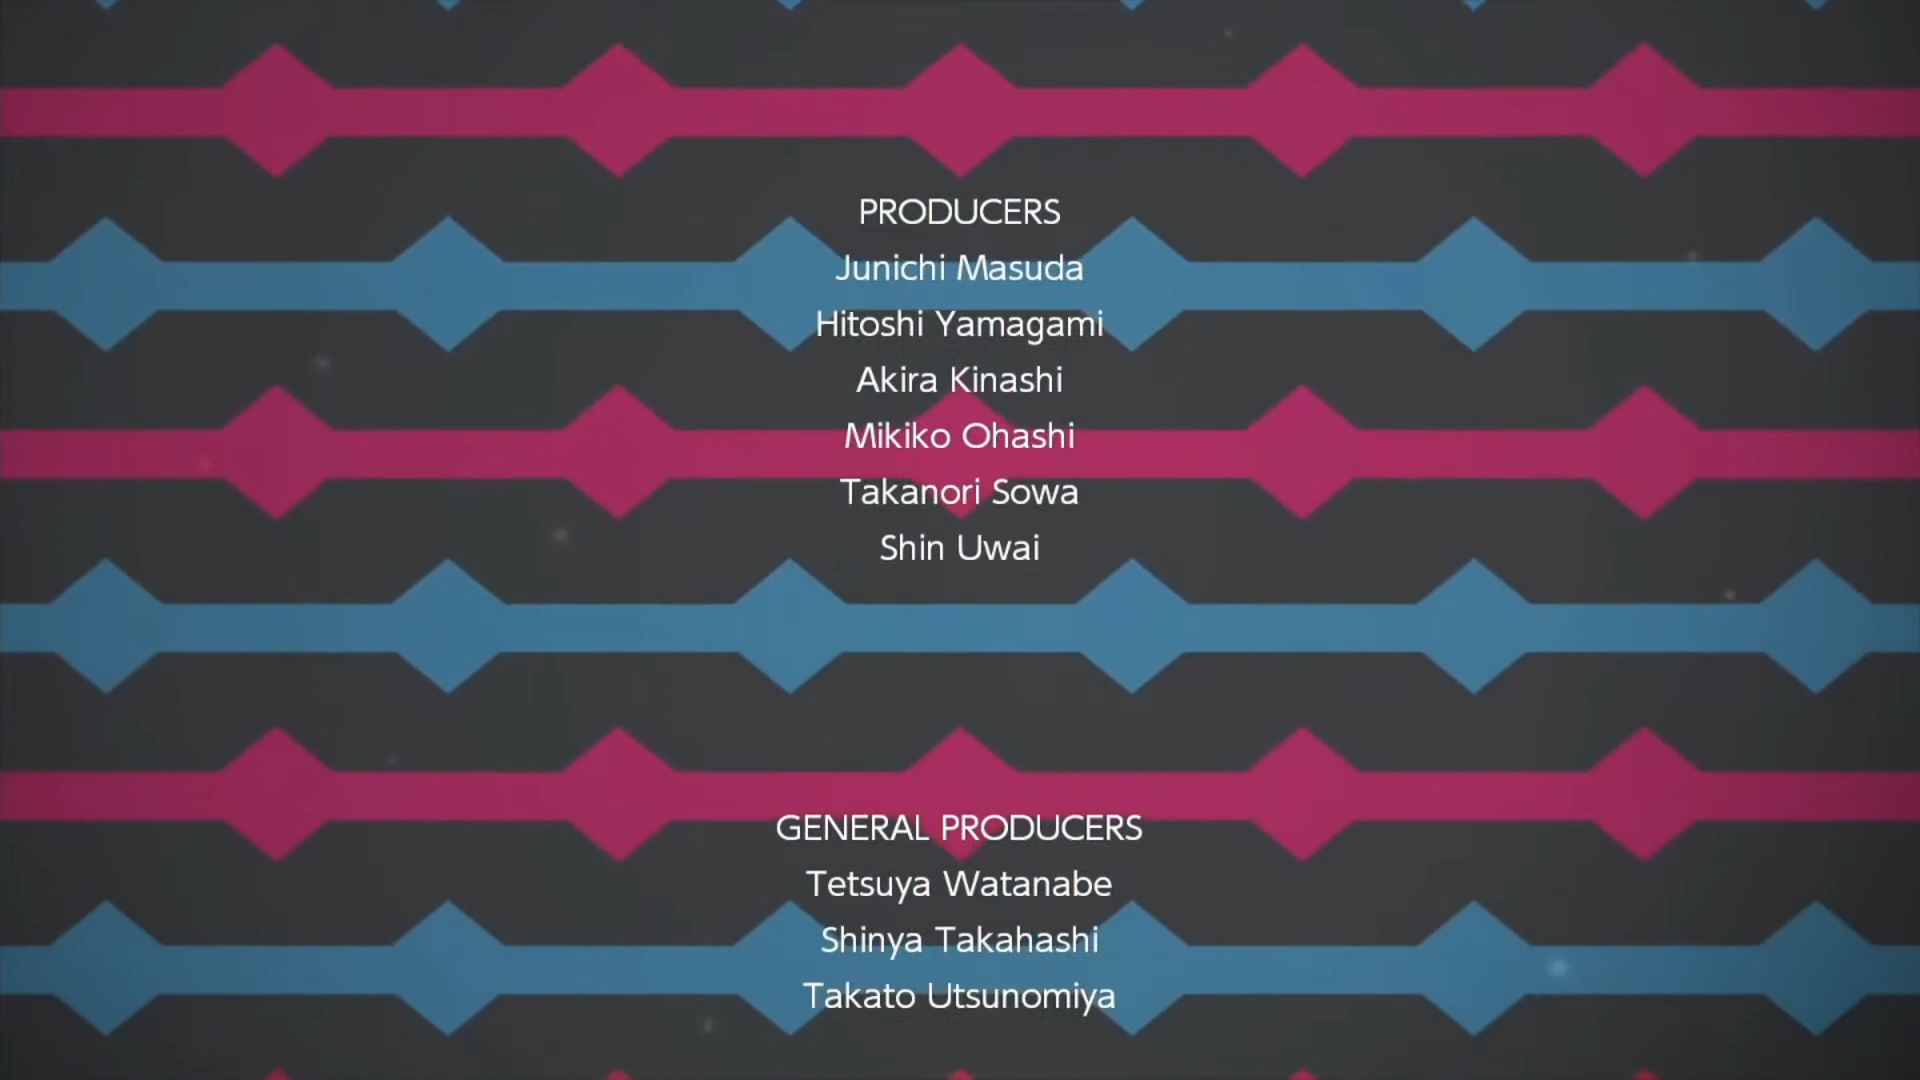 PRODUCERS
Junichi Masuda
Hitoshi Yamagami
Akira Kinashi
Mikiko Ohashi
Takanori Sowa
Shin Uwai
GENERAL PRODUCERS
Tetsuya Watanabe
Shinya Takahashi
Takato Utsunomiya